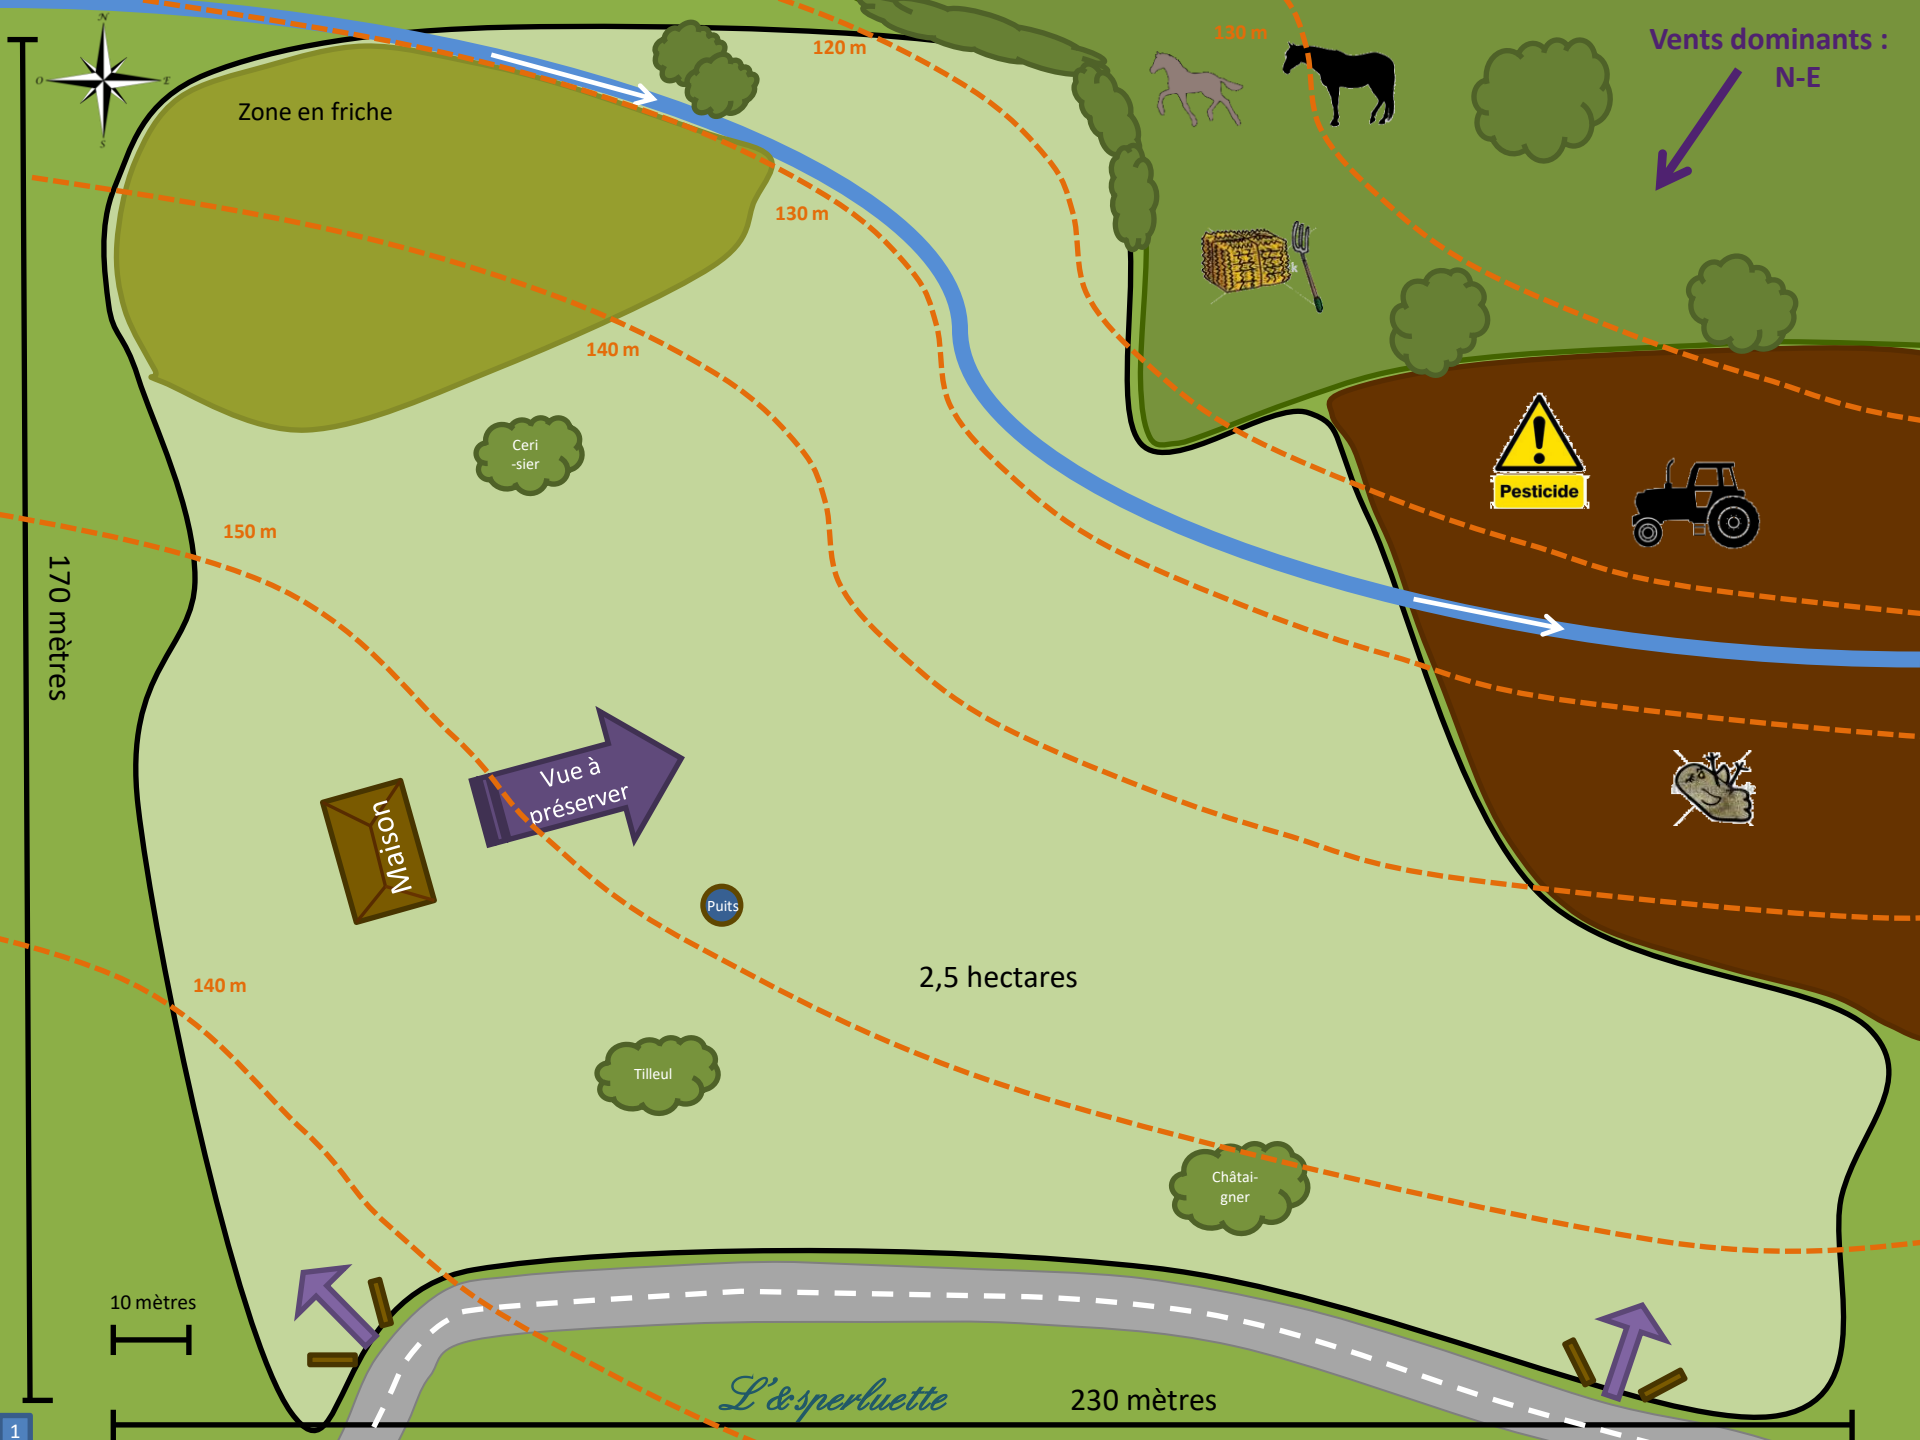 N
O
E
S
Zone en friche
120 m
130 m
Vents dominants :
N-E
130 m
k
140 m
Ceri
-sier
Pesticide
150 m
170 mètres
Vue à
préserver
Maison
Puits
2,5 hectares
140 m
Tilleul
Châtai-
gner
10 mètres
L'&sperluette
230 mètres
1